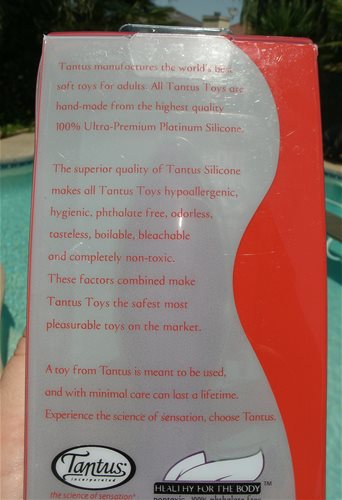 Tantus manufactures the world's best
soft toys for adults. All Tantus Toys are
hand-made from the highest quality
100% Ultra-Premium Platinum Silicone.
The superior quality of Tantus Silicone
makes all Tantus Toys hypoallergenic,
hygienic, phthalate free, odorless,
tasteless, boilable, bleachable
and completely non-toxic.
These factors combined make
Tantus Toys the safest most
pleasurable toys on the market.
A toy from Tantus is meant to be used,
and with minimal care can last a lifetime.
Experience the science of sensation, choose Tantus.
Tantus
incorporated
the science of sensation®
HEALTHY FOR THE BODY™